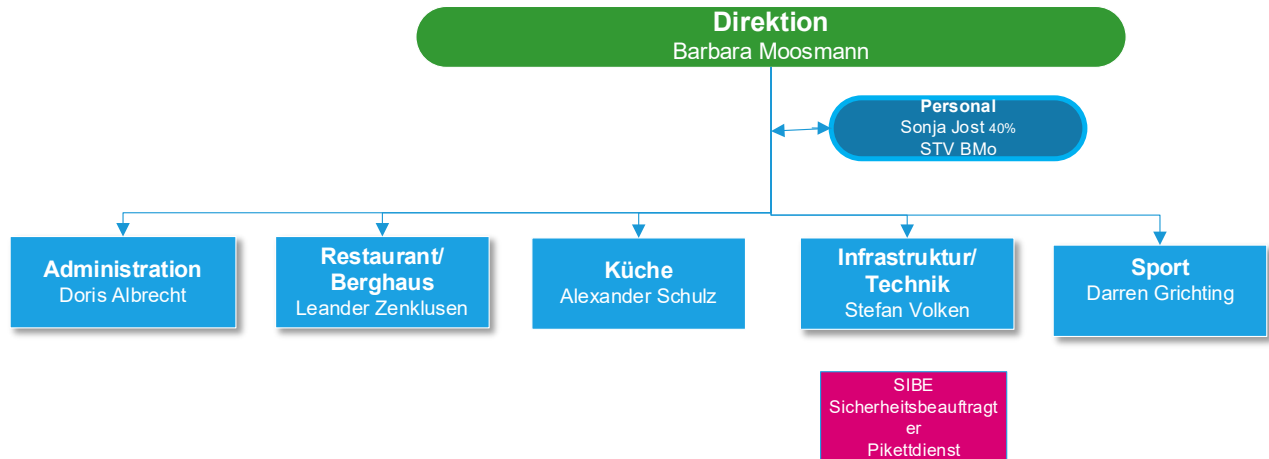 Direktion
Barbara Moosmann
Personal
Sonja Jost 40%
STV BMo
Administration
Doris Albrecht
Restaurant/
Berghaus
Leander Zenklusen
Küche
Alexander Schulz
Infrastruktur/
Technik
Stefan Volken
Sport
Darren Grichting
SIBE
Sicherheitsbeauftragt
er
Pikettdienst